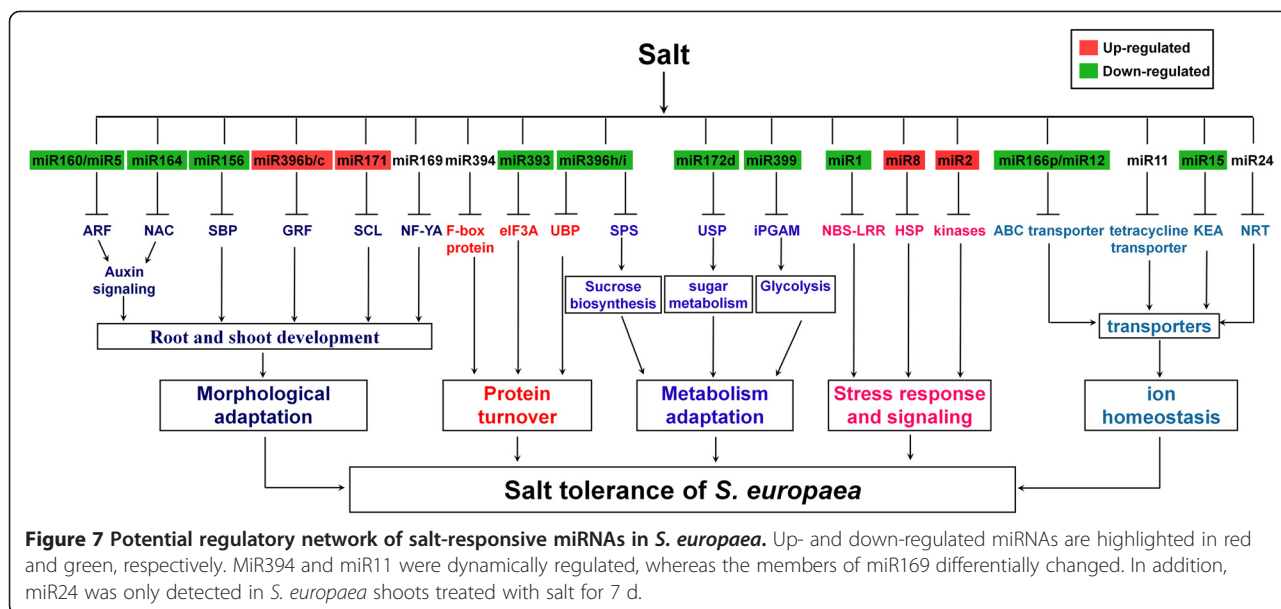 Up-regulated
Down-regulated
Salt
miR160/miR5 miR164 miR156 miR396b/c miR171 miR169 miR394 miR393 miR396h/i miR172d miR399 miR1 miR8 miR2 miR166p/miR12 miR11 miR15 miR24
ARF NAC SBP GRF SCL NF-YA F-box protein eIF3A UBP SPS USP iPGAM NBS-LRR HSP kinases ABC transporter tetracycline transporter KEA NRT
Auxin
signaling
Sucrose
biosynthesis
sugar
metabolism
Glycolysis
Root and shoot development
transporters
Morphological
adaptation
Protein
turnover
Metabolism
adaptation
Stress response
and signaling
ion
homeostasis
Salt tolerance of S. europaea
Figure 7 Potential regulatory network of salt-responsive miRNAs in S. europaea. Up- and down-regulated miRNAs are highlighted in red
and green, respectively. MiR394 and miR11 were dynamically regulated, whereas the members of miR169 differentially changed. In addition,
miR24 was only detected in S. europaea shoots treated with salt for 7 d.